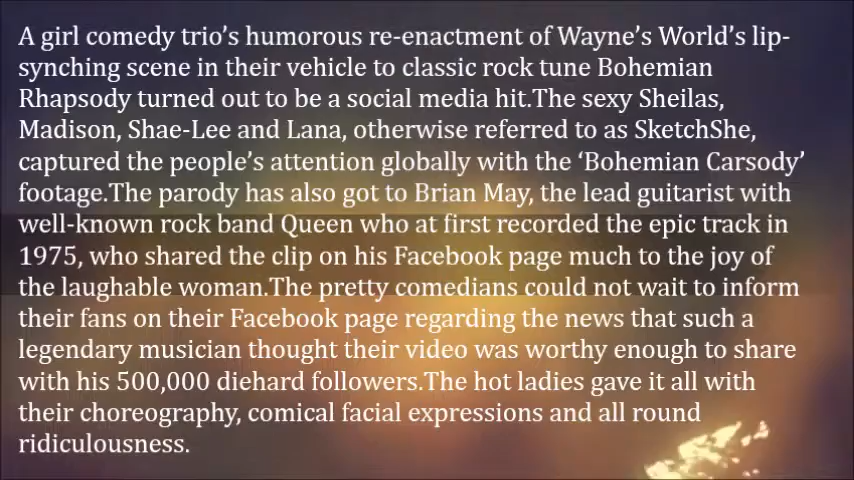 A girl comedy trio’s humorous re-enactment of Wayne’s World’s lip-
synching scene in their vehicle to classic rock tune Bohemian
Rhapsody turned out to be a social media hit.The sexy Sheilas,
Madison, Shae-Lee and Lana, otherwise referred to as SketchShe,
captured the people’s attention globally with the ‘Bohemian Carsody’
footage.The parody has also got to Brian May, the lead guitarist with
well-known rock band Queen who at first recorded the epic track in
1975, who shared the clip on his Facebook page much to the joy of
the laughable woman.The pretty comedians could not wait to inform
their fans on their Facebook page regarding the news that such a
legendary musician thought their video was worthy enough to share
with his 500,000 diehard followers.The hot ladies gave it all with
their choreography, comical facial expressions and all round
ridiculousness.